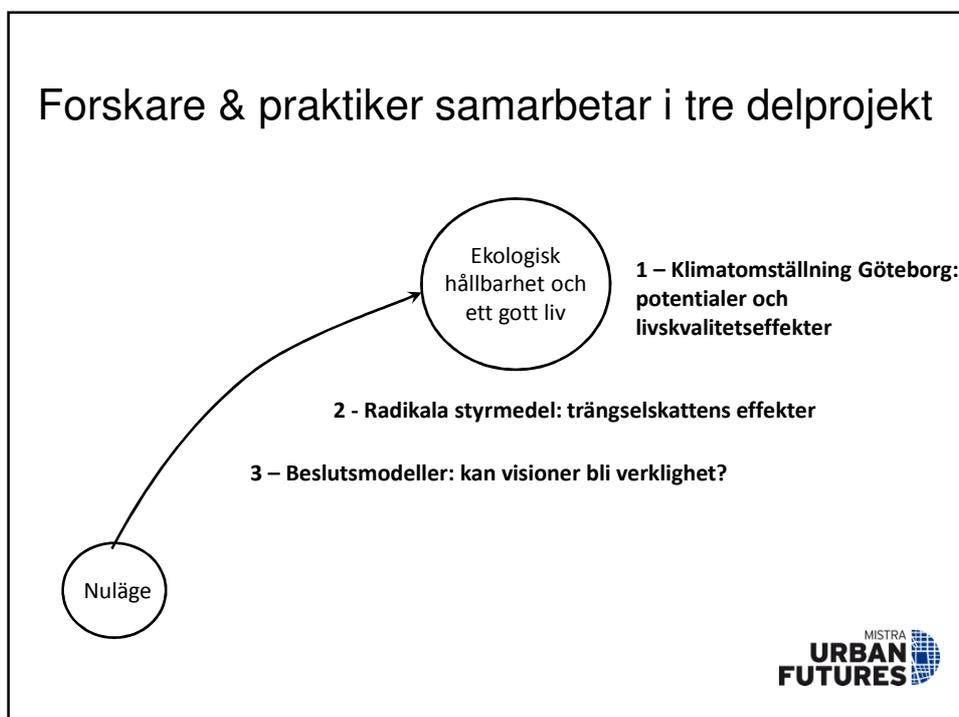 Forskare & praktiker samarbetar i tre delprojekt
Ekologisk
hållbarhet och
ett gott liv
1 – Klimatomställning Göteborg:
potentialer och
livskvalitetseffekter
2 - Radikala styrmedel: trängselskattens effekter
3 – Beslutsmodeller: kan visioner bli verklighet?
Nuläge
MISTRA
URBAN
FUTURES